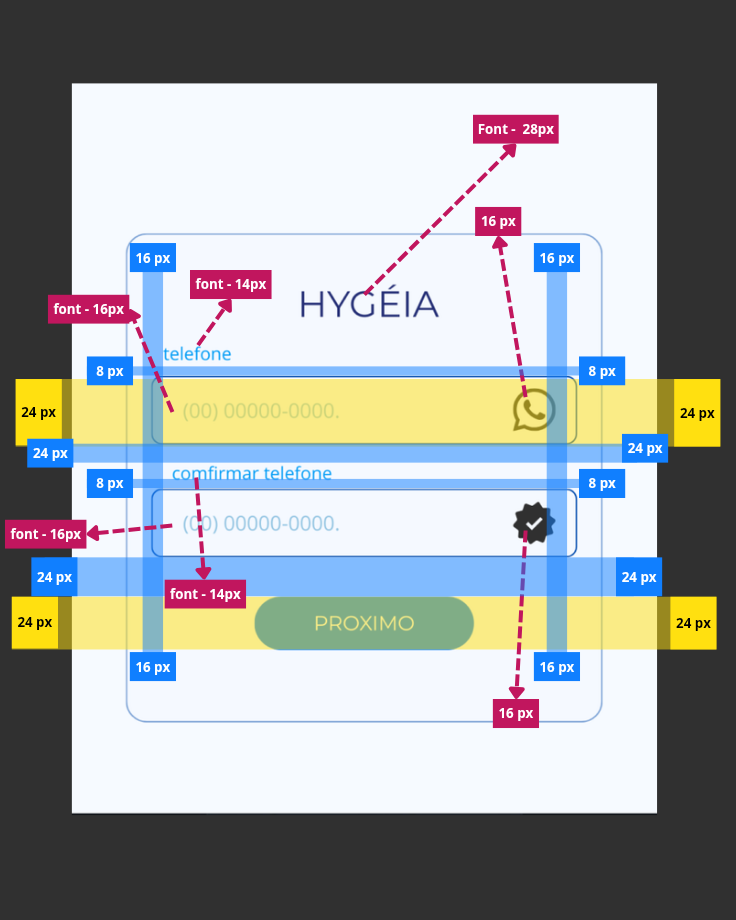 Font - 28px
16 px
16 px
16 px
font - 14px
font - 16px
HYGÉIA
telefone
8 px
8 px
24 px
(00) 00000-0000.
24 px
24 px
24 px
comfirmar telefone
8 px
8 px
(00) 00000-0000.
font - 16px
24 px
24 px
font - 14px
24 px
PROXIMO
24 px
16 px
16 px
16 px